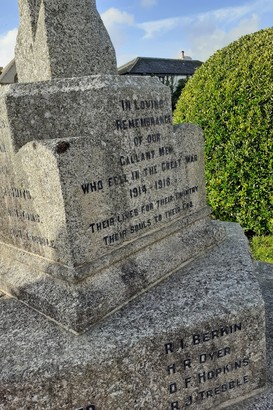 IN LOVING
REMEMBRANCE
OF OUR
GALLANT MEN
WHO FELL IN THE GREAT WAR
1914-1918
THEIR LIVES FOR THEIR COUNTRY
THEIR SOULS TO THEIR GOD
R. J. BERKIN
H. R. DYER
O. F. HOPKINS
R. J. TREBBLE